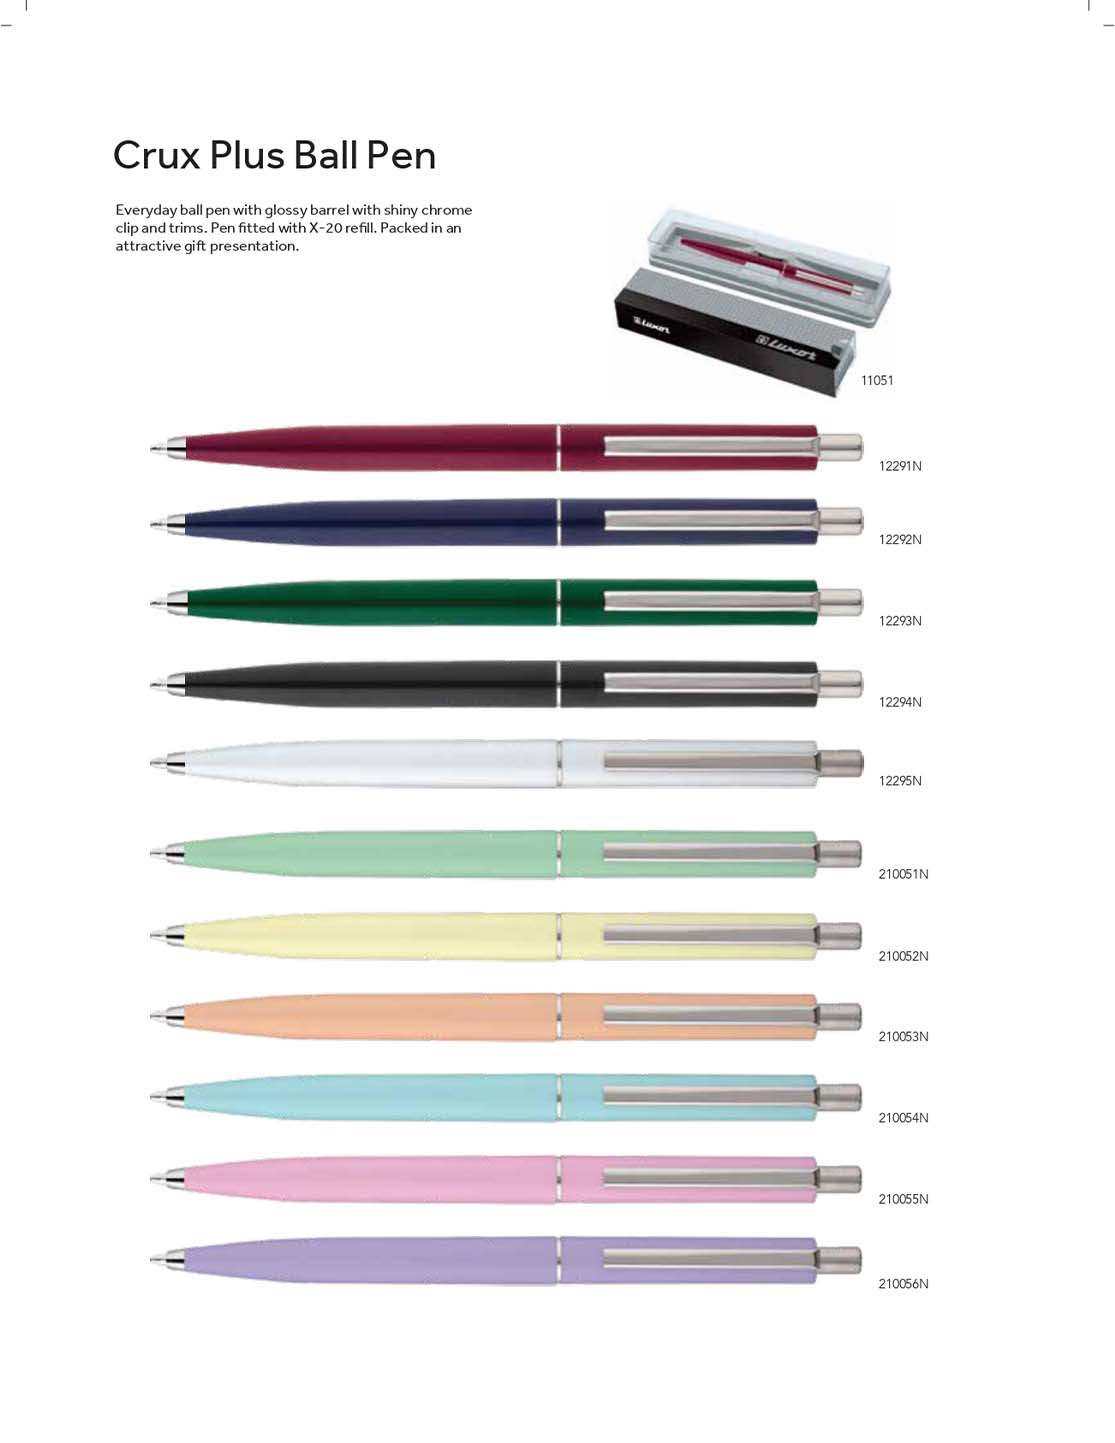 Crux Plus Ball Pen
Everyday ball pen with glossy barrel with shiny chrome
clip and trims. Pen fitted with X-20 refill. Packed in an
attractive gift presentation.
Luxor
Luxor
11051
12291N
12292N
12293N
12294N
12295N
210051N
210052N
210053N
210054N
210055N
210056N